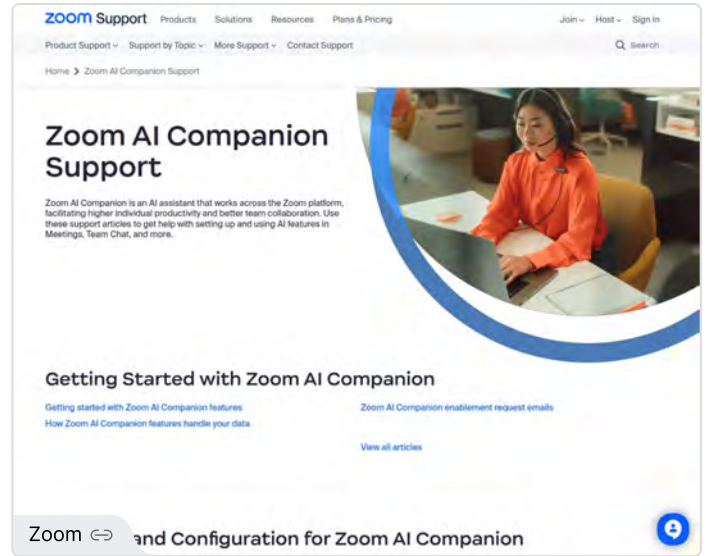 zoom Support Products Solutions Resources Plans & Pricing Join Host Sign In
Product Support Support by Topic More Support Contact Support Search
Home > Zoom AI Companion Support
Zoom AI Companion
Support
Zoom AI Companion is an AI assistant that works across the Zoom platform,
facilitating higher individual productivity and better team collaboration. Use
these support articles to get help with setting up and using AI features in
Meetings, Team Chat, and more.
Getting Started with Zoom AI Companion
Getting started with Zoom AI Companion features
Zoom AI Companion enablement request emails
How Zoom AI Companion features handle your data
View all articles
and Configuration for Zoom AI Companion
Zoom